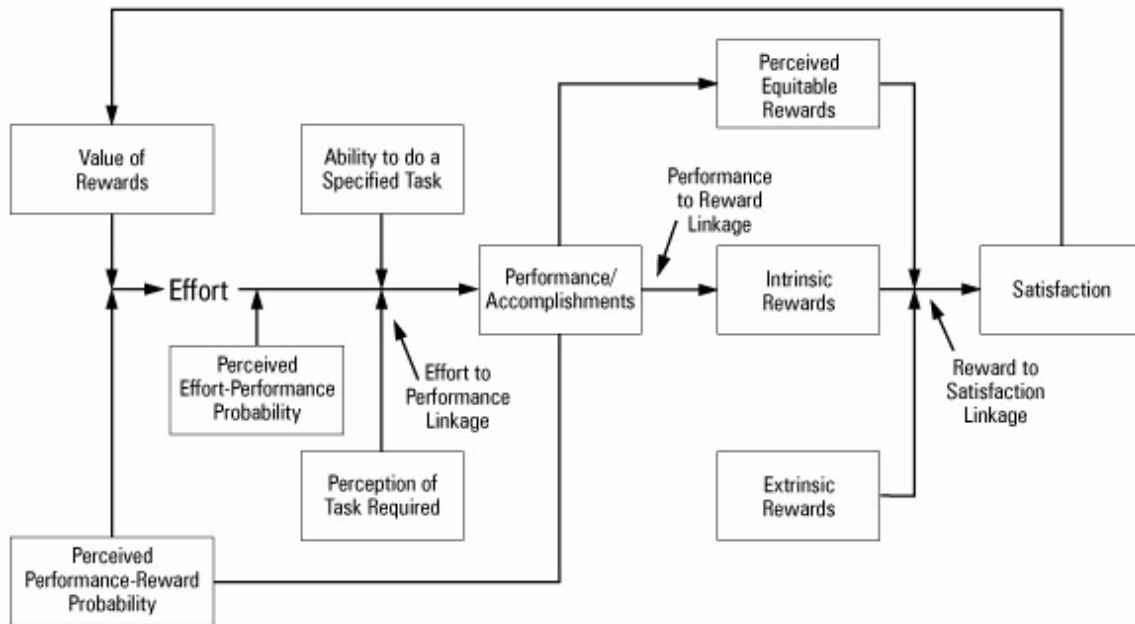 Perceived
Equitable
Rewards
Value of
Rewards
Ability to do a
Specified Task
Performance
to Reward
Linkage
Effort
Performance/
Accomplishments
Intrinsic
Rewards
Satisfaction
Perceived
Effort-Performance
Probability
Effort to
Performance
Linkage
Reward to
Satisfaction
Linkage
Perception of
Task Required
Extrinsic
Rewards
Perceived
Performance-Reward
Probability